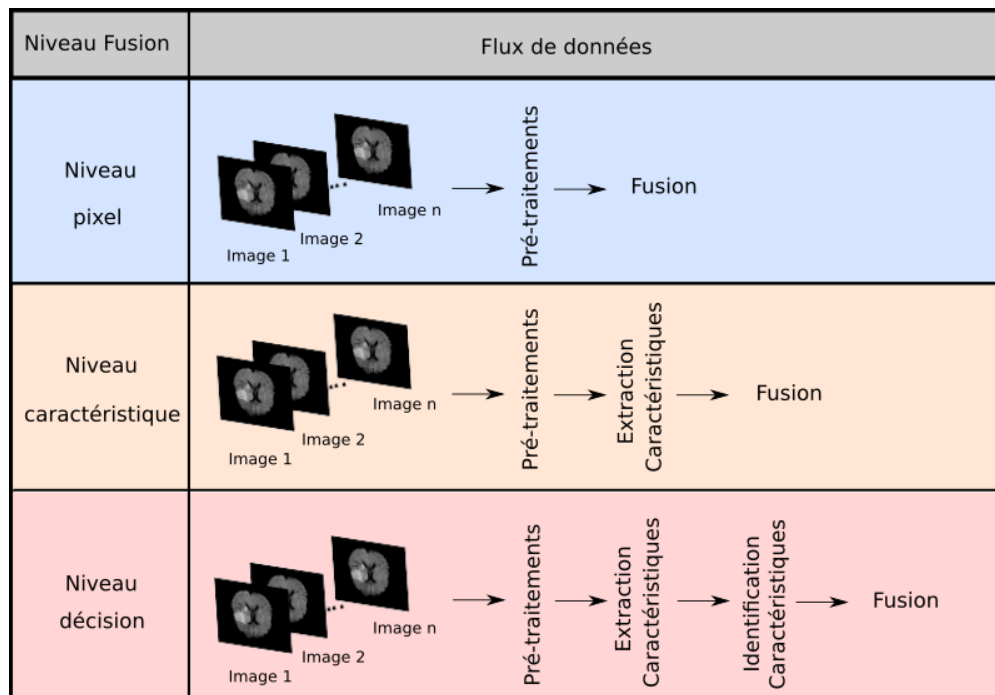 Niveau Fusion
Flux de données
Niveau
pixel
Image 1
Image 2
Image n
Pré-traitements
Fusion
Niveau
caractéristique
Image 1
Image 2
Image n
Pré-traitements
Extraction
Caractéristiques
Fusion
Niveau
décision
Image 1
Image 2
Image n
Pré-traitements
Extraction
Caractéristiques
Identification
Caractéristiques
Fusion